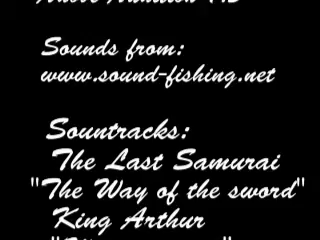 Sounds from:
www.sound-fishing.net
Sountracks:
The Last Samurai
"The Way of the sword"
King Arthur